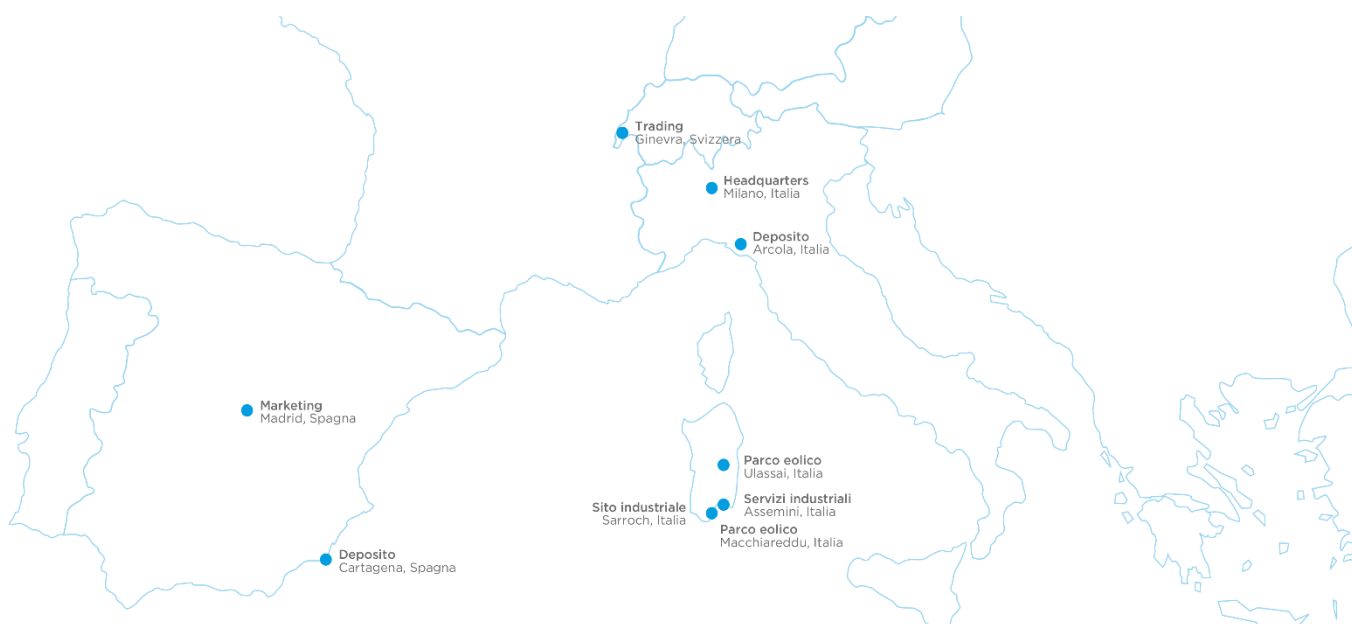 Trading
Ginevra, Svizzera
Headquarters
Milano, Italia
Deposito
Arcola, Italia
Marketing
Madrid, Spagna
Parco eolico
Ulassai, Italia
Servizi industriali
Assemini, Italia
Sito industriale
Sarroch, Italia
Parco eolico
Macchiareddu, Italia
Deposito
Cartagena, Spagna